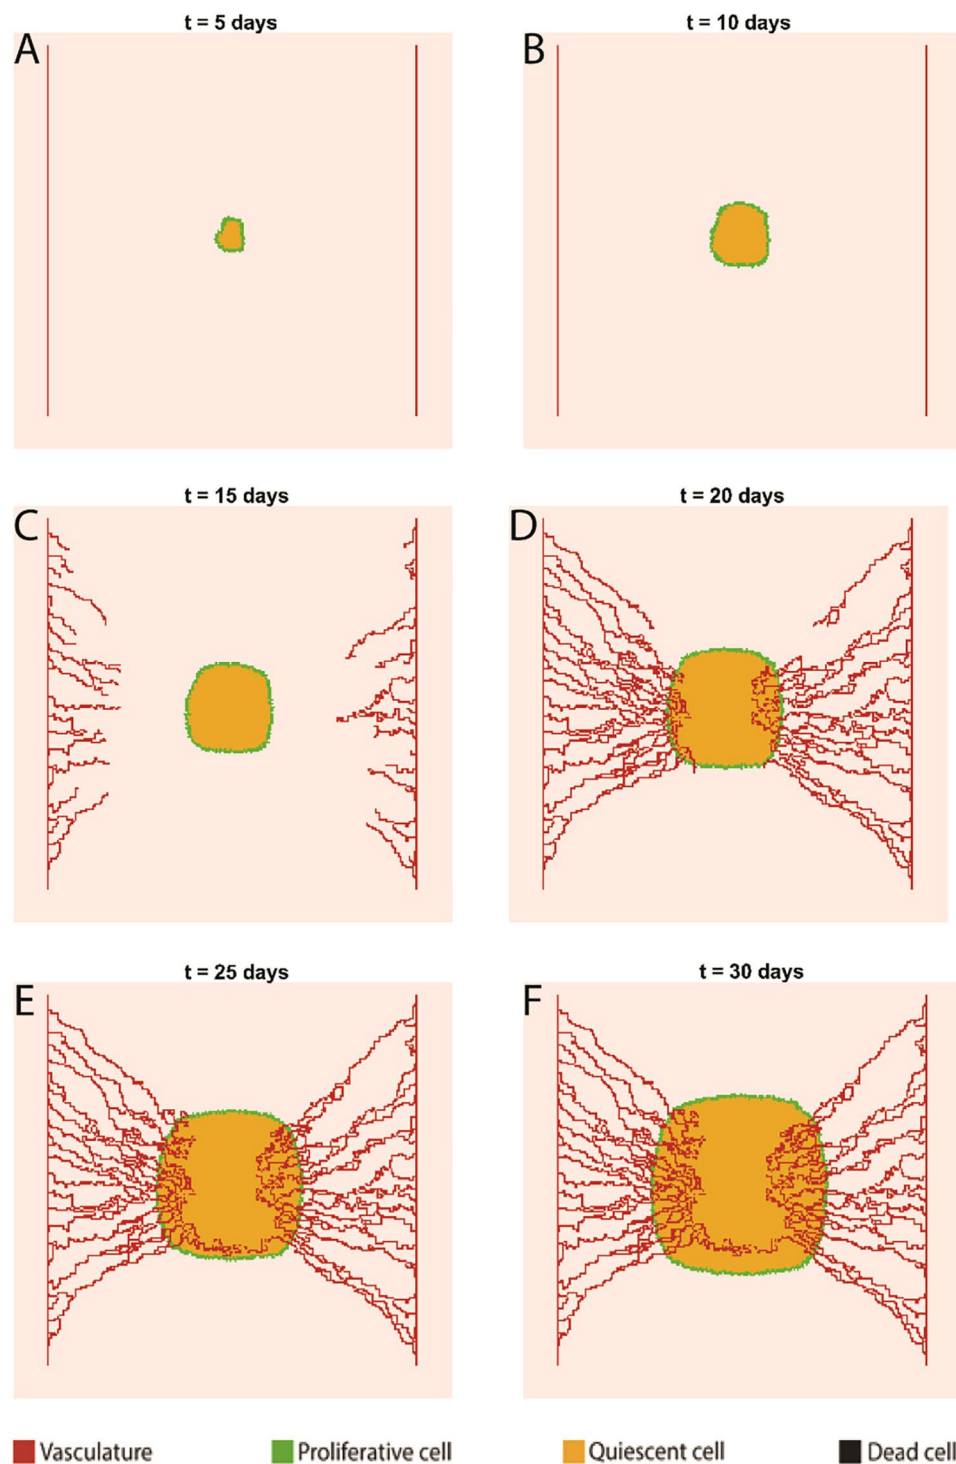 t = 5 days
t = 10 days
A
B
t = 15 days
t = 20 days
C
D
t = 25 days
t = 30 days
E
F
Vasculature
Proliferative cell
Quiescent cell
Dead cell